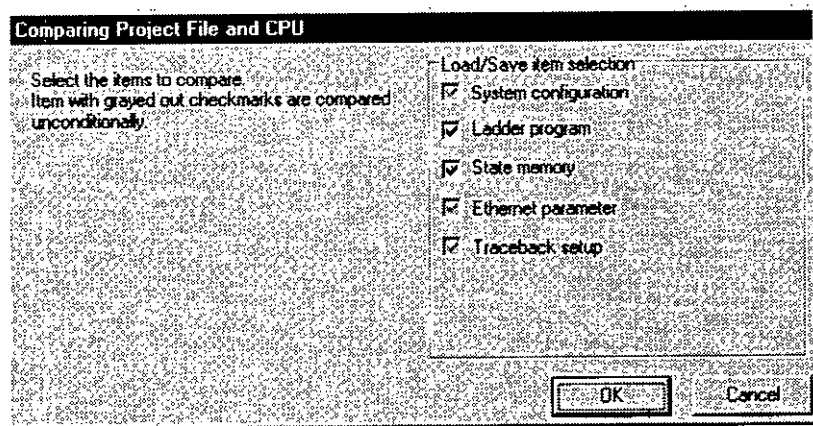 Comparing Project File and CPU
Select the items to compare.
Item with grayed out checkmarks are compared
unconditionally.
Load/Save item selection
System configuration
Ladder program
State memory
Ethernet parameter
Traceback setup
OK
Cancel